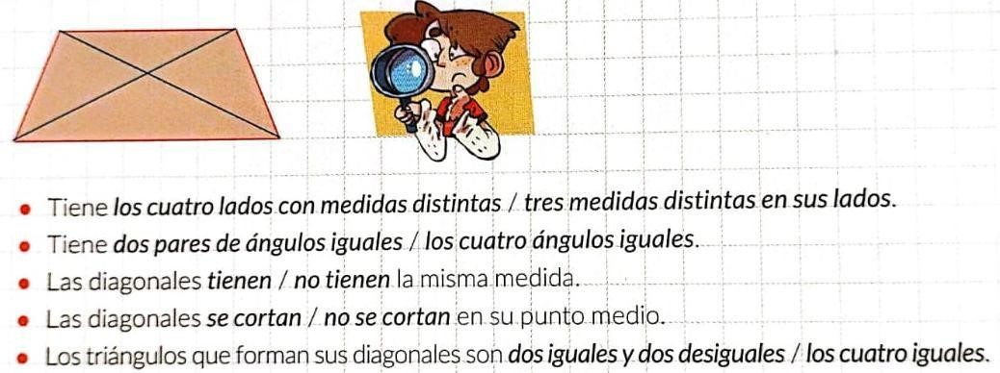 • Tiene los cuatro lados con medidas distintas / tres medidas distintas en sus lados.
• Tiene dos pares de ángulos iguales / los cuatro ángulos iguales.
• Las diagonales tienen / no tienen la misma medida.
• Las diagonales se cortan / no se cortan en su punto medio.
• Los triángulos que forman sus diagonales son dos iguales y dos desiguales / los cuatro iguales.